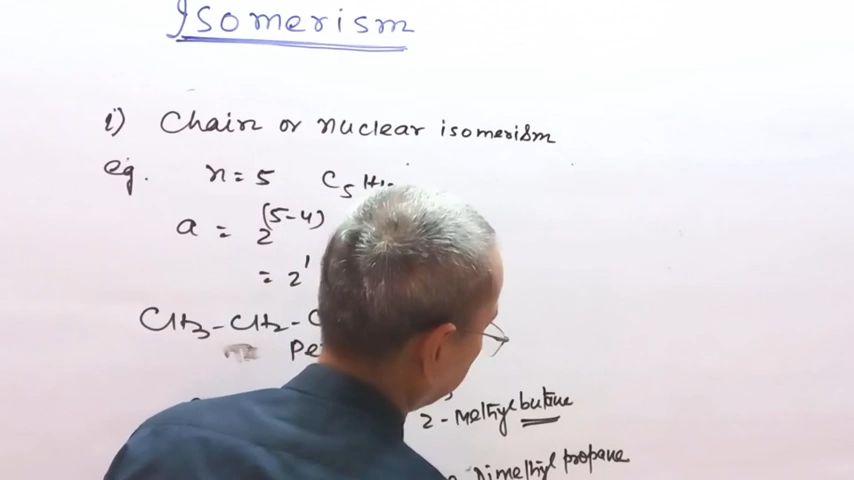 Isomerism
i) Chain or nuclear isomerism
eg. n = 5 C5 H
a = 2(5-4)
= 2¹
CH3-CH2-C
Pe
2-Methyl butane
Dimethyl propane